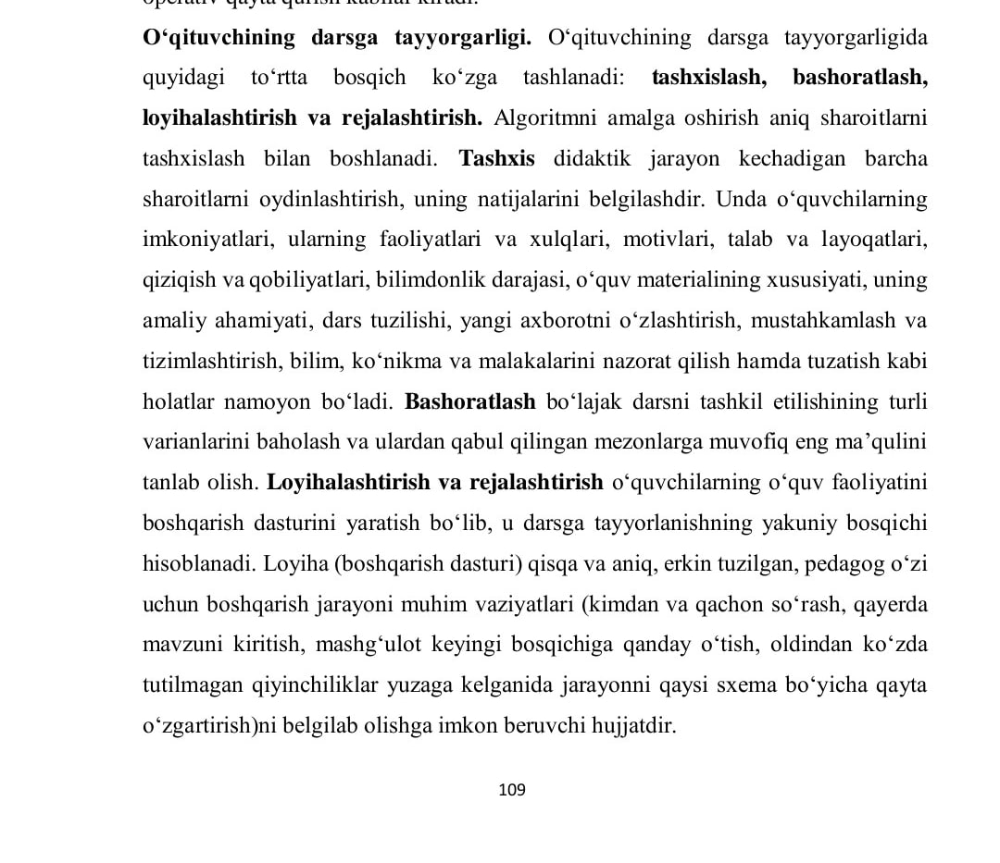 operativ qayta qurish kabilar kiradi.
O‘qituvchining darsga tayyorgarligi. O‘qituvchining darsga tayyorgarligida
quyidagi to‘rtta bosqich ko‘zga tashlanadi: tashxislash, bashoratlash,
loyihalashtirish va rejalashtirish. Algoritmni amalga oshirish aniq sharoitlarni
tashxislash bilan boshlanadi. Tashxis didaktik jarayon kechadigan barcha
sharoitlarni oydinlashtirish, uning natijalarini belgilashdir. Unda o‘quvchilarning
imkoniyatlari, ularning faoliyatlari va xulqlari, motivlari, talab va layoqatlari,
qiziqish va qobiliyatlari, bilimdonlik darajasi, o‘quv materialining xususiyati, uning
amaliy ahamiyati, dars tuzilishi, yangi axborotni o‘zlashtirish, mustahkamlash va
tizimlashtirish, bilim, ko‘nikma va malakalarini nazorat qilish hamda tuzatish kabi
holatlar namoyon bo‘ladi. Bashoratlash bo‘lajak darsni tashkil etilishining turli
varianlarini baholash va ulardan qabul qilingan mezonlarga muvofiq eng ma’qulini
tanlab olish. Loyihalashtirish va rejalashtirish o‘quvchilarning o‘quv faoliyatini
boshqarish dasturini yaratish bo‘lib, u darsga tayyorlanishning yakuniy bosqichi
hisoblanadi. Loyiha (boshqarish dasturi) qisqa va aniq, erkin tuzilgan, pedagog o‘zi
uchun boshqarish jarayoni muhim vaziyatlari (kimdan va qachon so‘rash, qayerda
mavzuni kiritish, mashg‘ulot keyingi bosqichiga qanday o‘tish, oldindan ko‘zda
tutilmagan qiyinchiliklar yuzaga kelganida jarayonni qaysi sxema bo‘yicha qayta
o‘zgartirish)ni belgilab olishga imkon beruvchi hujjatdir.
109